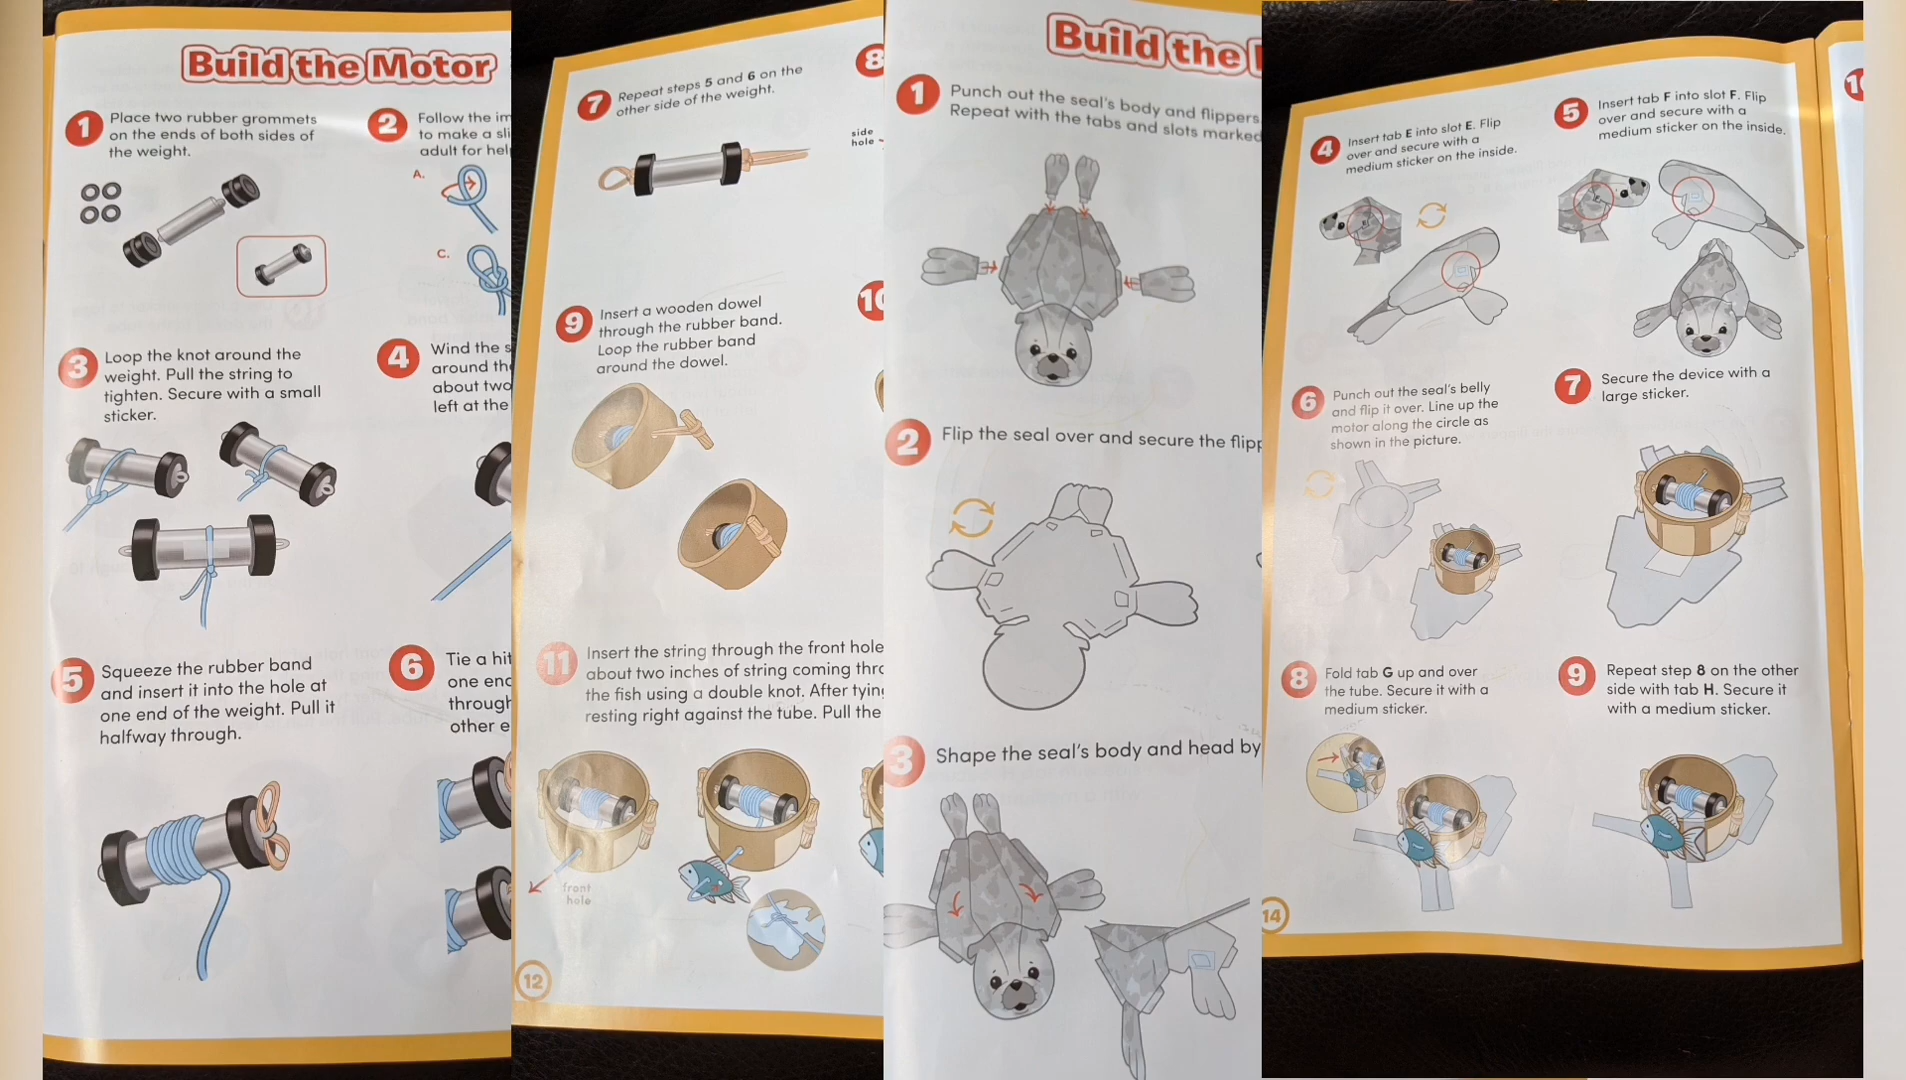 Build the Motor
1
Place two rubber grommets
on the ends of both sides of
the weight.
2
Follow the im
to make a sli
adult for hel
A.
C.
3
Loop the knot around the
weight. Pull the string to
tighten. Secure with a small
sticker.
4
Wind the s
around th
about two
left at the
5
Squeeze the rubber band
and insert it into the hole at
one end of the weight. Pull it
halfway through.
6
Tie a hit
one end
through
other e
7
Repeat steps 5 and 6 on the
other side of the weight.
8
side
hole
9
Insert a wooden dowel
through the rubber band.
Loop the rubber band
around the dowel.
10
11
Insert the string through the front hole
about two inches of string coming thro
the fish using a double knot. After tying
resting right against the tube. Pull the
front
hole
12
Build the
1
Punch out the seal's body and flippers
Repeat with the tabs and slots marked
2
Flip the seal over and secure the flipp
3
Shape the seal's body and head by
4
Insert tab E into slot E. Flip
over and secure with a
medium sticker on the inside.
5
Insert tab F into slot F. Flip
over and secure with a
medium sticker on the inside.
6
Punch out the seal's belly
and flip it over. Line up the
motor along the circle as
shown in the picture.
7
Secure the device with a
large sticker.
8
Fold tab G up and over
the tube. Secure it with a
medium sticker.
9
Repeat step 8 on the other
side with tab H. Secure it
with a medium sticker.
14
10